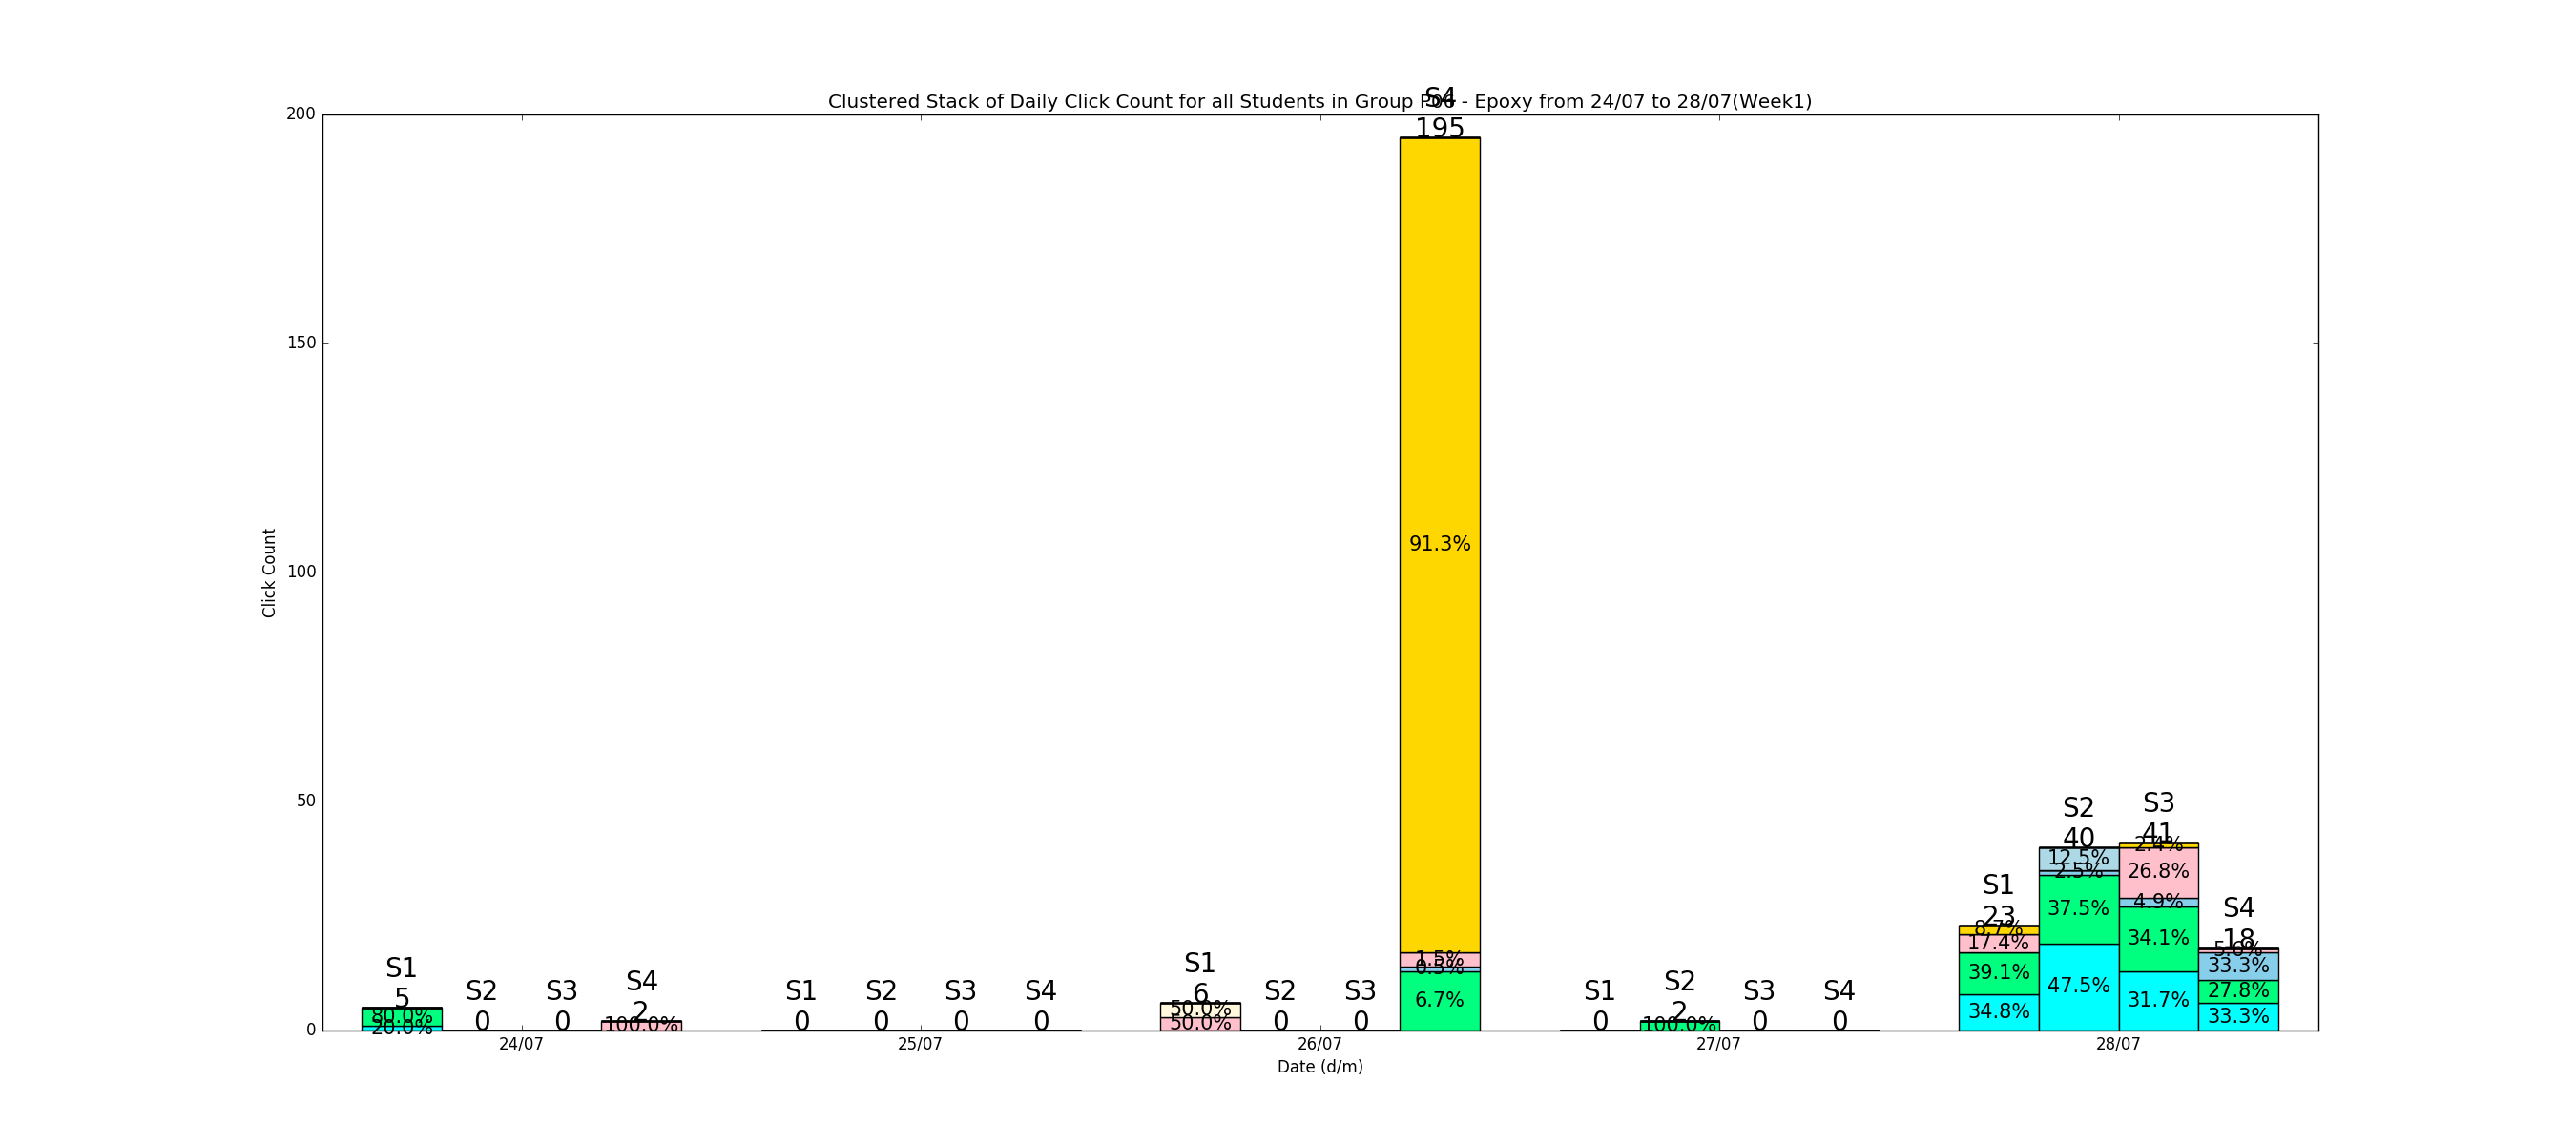 Clustered Stack of Daily Click Count for all Students in Group P06 - Epoxy from 24/07 to 28/07(Week1)
Click Count
200
150
100
50
0
S1
5
80.0%
20.0%
S2
0
S3
0
S4
2
100.0%
24/07
S1
0
S2
0
S3
0
S4
0
25/07
S1
6
50.0%
50.0%
S2
0
S3
0
S4
195
91.3%
1.5%
0.5%
6.7%
26/07
S1
0
S2
2
100.0%
S3
0
S4
0
27/07
S1
23
8.7%
17.4%
39.1%
34.8%
S2
40
12.5%
2.5%
37.5%
47.5%
S3
41
2.4%
26.8%
4.9%
34.1%
31.7%
S4
18
5.6%
33.3%
27.8%
33.3%
28/07
Date (d/m)